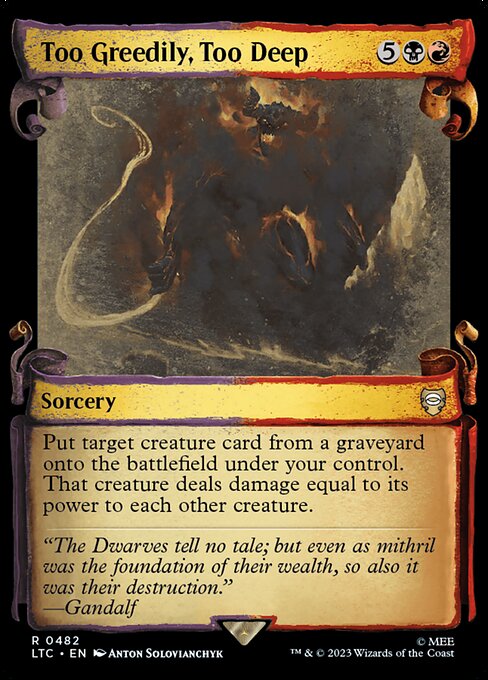 Too Greedily, Too Deep 5
Sorcery
Put target creature card from a graveyard
onto the battlefield under your control.
That creature deals damage equal to its
power to each other creature.
“The Dwarves tell no tale; but even as mithril
was the foundation of their wealth, so also it
was their destruction.”
—Gandalf
R 0482
LTC • EN ANTON SOLOVIANCHYK
© MEE
™ & © 2023 Wizards of the Coast